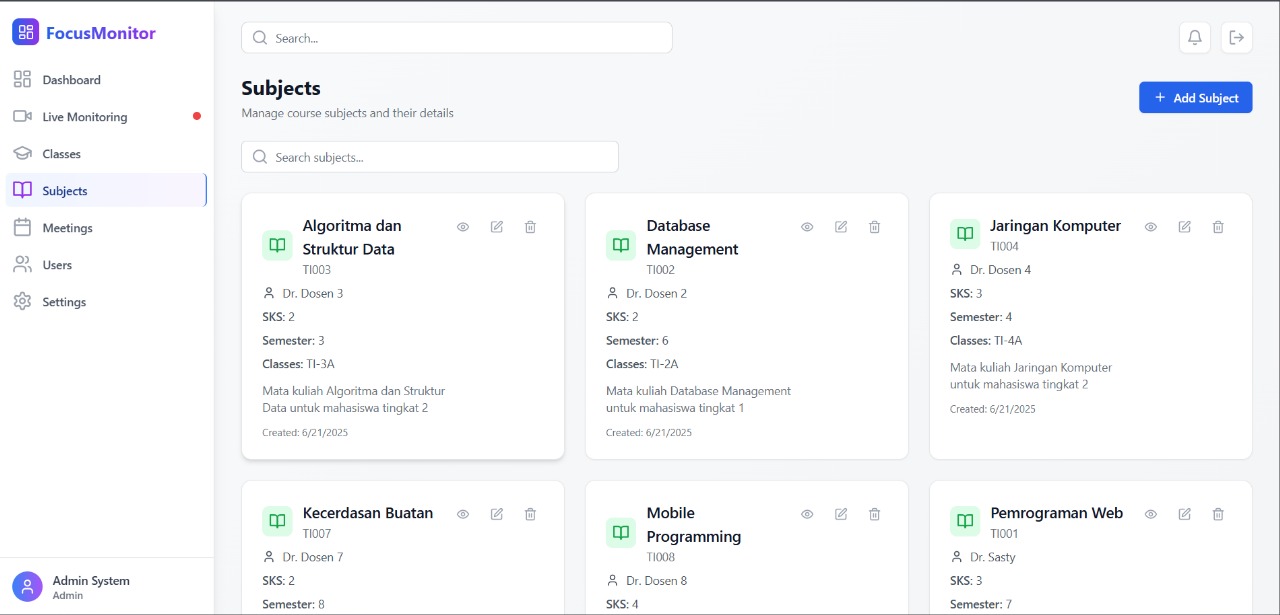 FocusMonitor
Dashboard
Live Monitoring
Classes
Subjects
Meetings
Users
Settings
Admin System
Admin
Search...
Subjects
Manage course subjects and their details
Add Subject
Search subjects...
Algoritma dan
Struktur Data
TI003
Dr. Dosen 3
SKS: 2
Semester: 3
Classes: TI-3A
Mata kuliah Algoritma dan Struktur
Data untuk mahasiswa tingkat 2
Created: 6/21/2025
Database
Management
TI002
Dr. Dosen 2
SKS: 2
Semester: 6
Classes: TI-2A
Mata kuliah Database Management
untuk mahasiswa tingkat 1
Created: 6/21/2025
Jaringan Komputer
TI004
Dr. Dosen 4
SKS: 3
Semester: 4
Classes: TI-4A
Mata kuliah Jaringan Komputer
untuk mahasiswa tingkat 2
Created: 6/21/2025
Kecerdasan Buatan
TI007
Dr. Dosen 7
SKS: 2
Semester: 8
Mobile
Programming
TI008
Dr. Dosen 8
SKS: 4
Pemrograman Web
TI001
Dr. Sasty
SKS: 3
Semester: 7